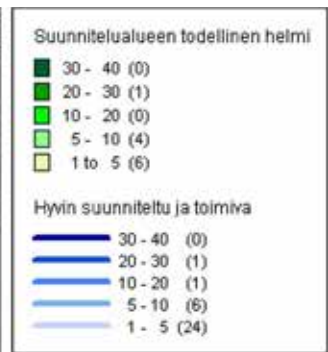 Suunnitelualueen todellinen helmi
30 - 40 (0)
20 - 30 (1)
10 - 20 (0)
5 - 10 (4)
1 to 5 (6)
Hyvin suunniteltu ja toimiva
30 - 40 (0)
20 - 30 (1)
10 - 20 (1)
5 - 10 (6)
1 - 5 (24)